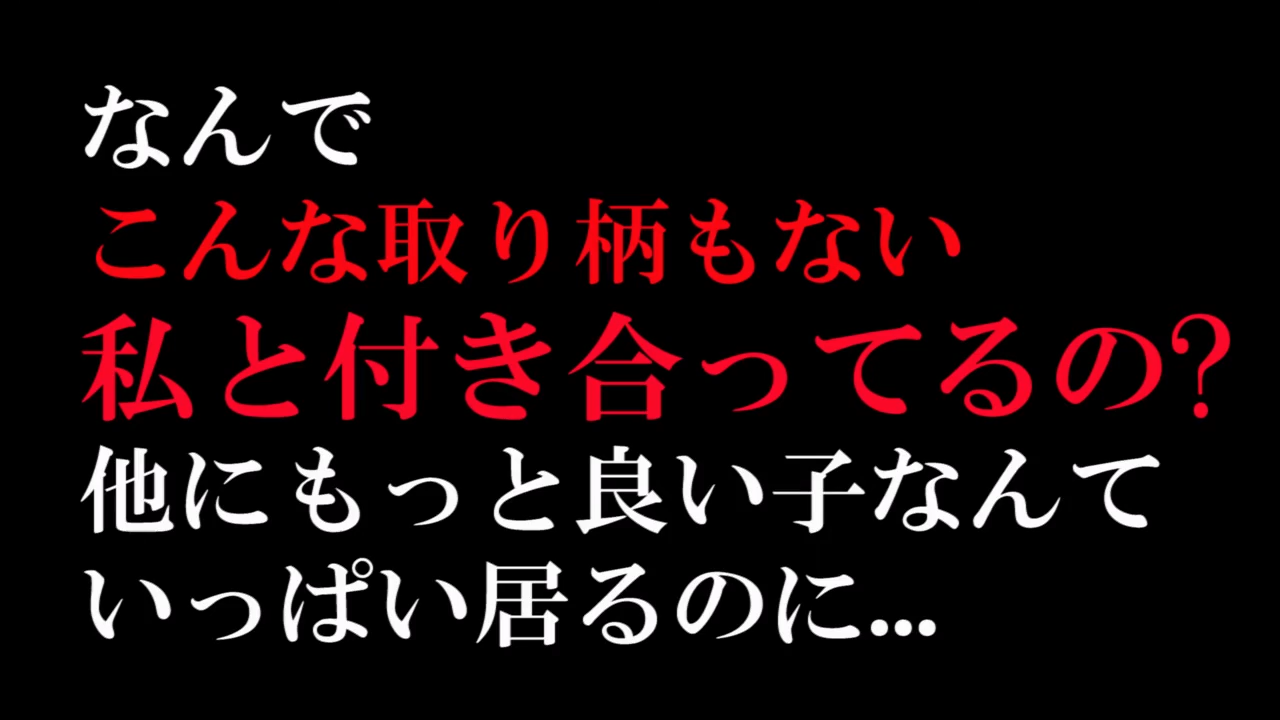 なんで
こんな取り柄もない
私と付き合ってるの?
他にもっと良い子なんて
いっぱい居るのに...